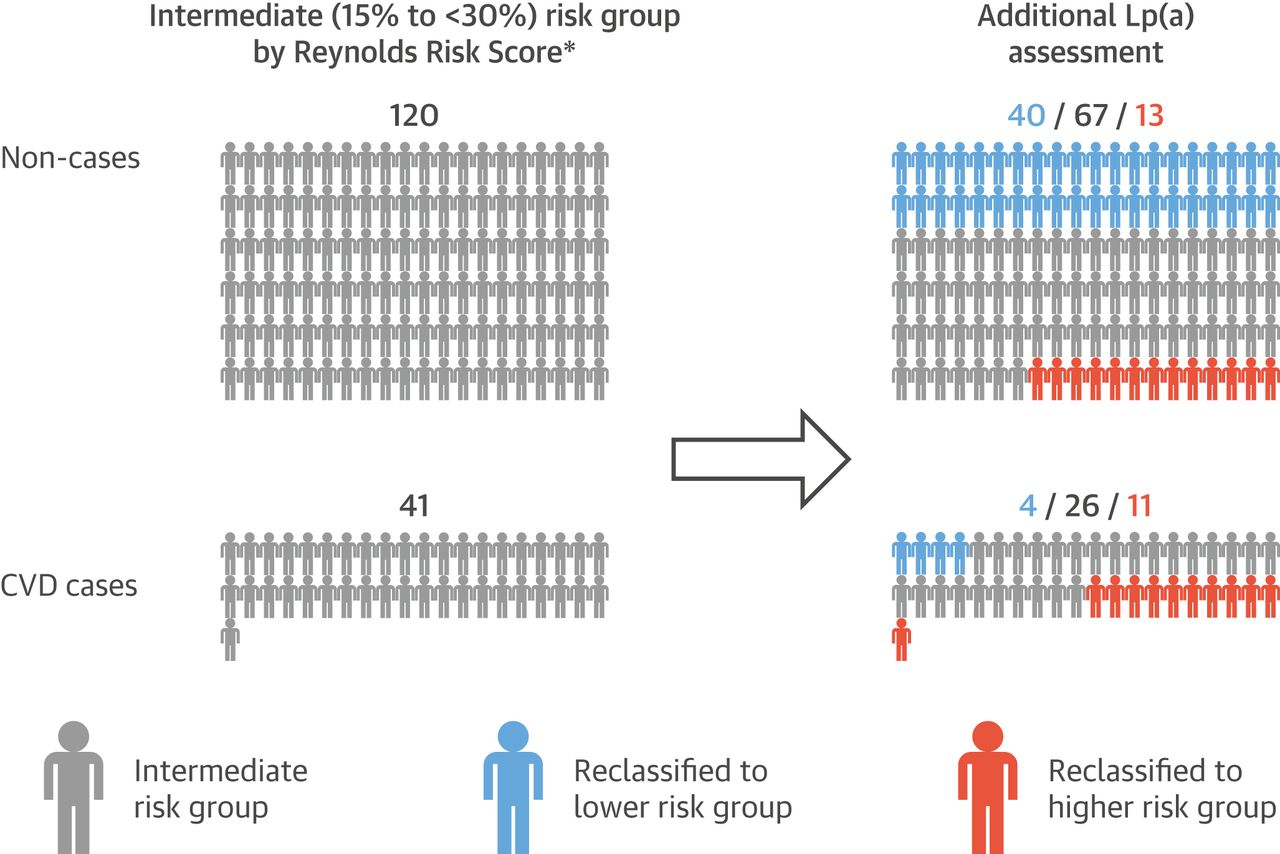 Intermediate (15% to <30%) risk group
by Reynolds Risk Score*
Additional Lp(a)
assessment
120
40 / 67 / 13
Non-cases
41
4 / 26 / 11
CVD cases
Intermediate
risk group
Reclassified to
lower risk group
Reclassified to
higher risk group